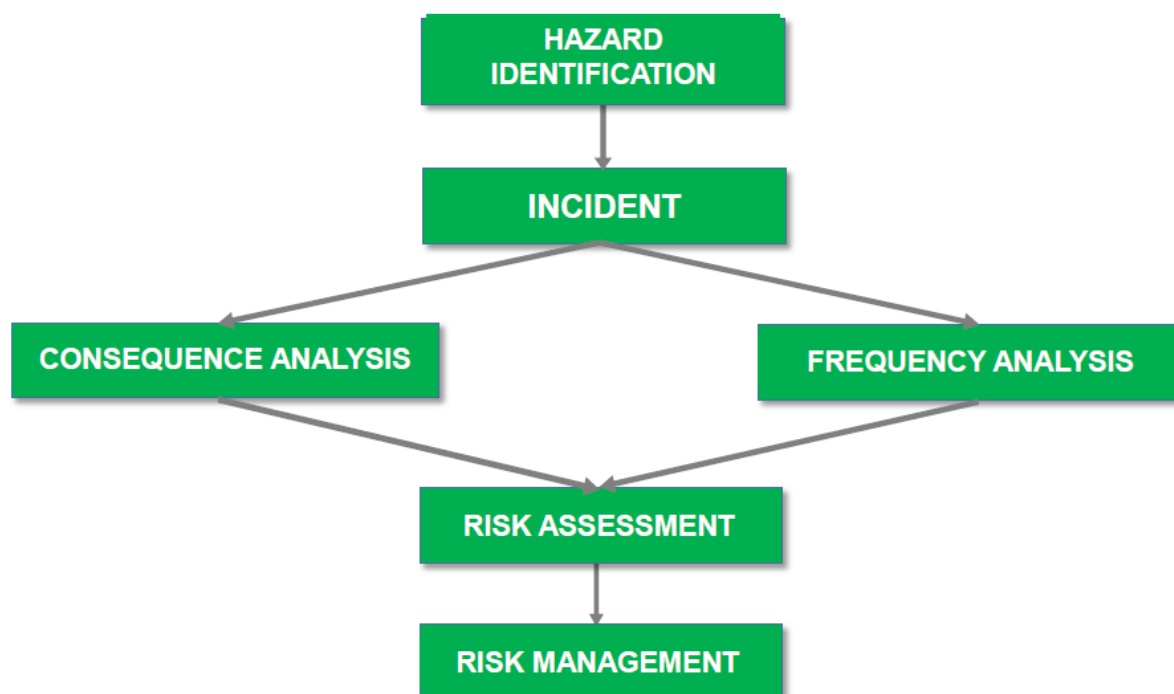 HAZARD
IDENTIFICATION
INCIDENT
CONSEQUENCE ANALYSIS
FREQUENCY ANALYSIS
RISK ASSESSMENT
RISK MANAGEMENT